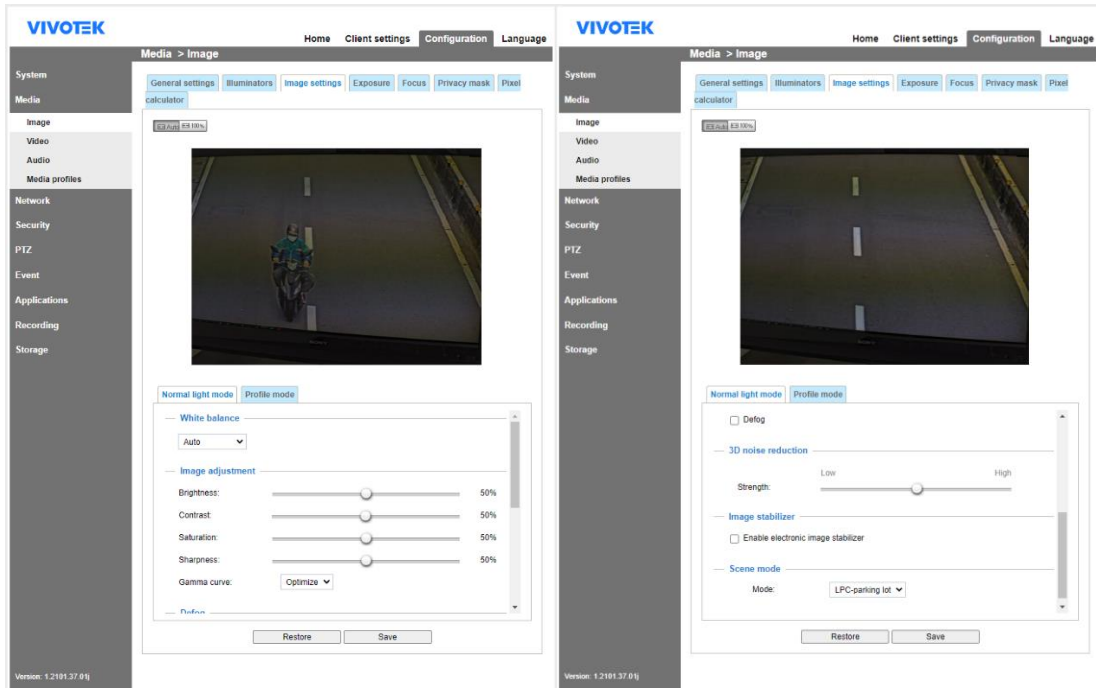 VIVOTEK
Home Client settings Configuration Language
Media > Image
System
Media
Image
Video
Audio
Media profiles
Network
Security
PTZ
Event
Applications
Recording
Storage
Version: 1.2101.37.01j
General settings Illuminators Image settings Exposure Focus Privacy mask Pixel
calculator
Auto 100%
Normal light mode Profile mode
White balance
Auto
Image adjustment
Brightness: 50%
Contrast: 50%
Saturation: 50%
Sharpness: 50%
Gamma curve: Optimize
Defog
Restore Save
VIVOTEK
Home Client settings Configuration Language
Media > Image
System
Media
Image
Video
Audio
Media profiles
Network
Security
PTZ
Event
Applications
Recording
Storage
Version: 1.2101.37.01j
General settings Illuminators Image settings Exposure Focus Privacy mask Pixel
calculator
Auto 100%
Normal light mode Profile mode
Defog
3D noise reduction
Low High
Strength:
Image stabilizer
Enable electronic image stabilizer
Scene mode
Mode: LPC-parking lot
Restore Save